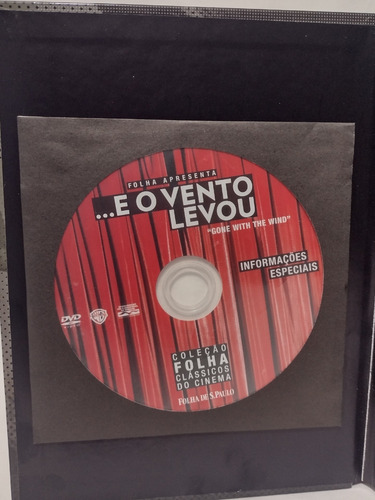 FOLHA APRESENTA
...E O VENTO
LEVOU
"GONE WITH THE WIND"
INFORMAÇÕES
ESPECIAIS
DVD
WB
COLEÇÃO
FOLHA
CLÁSSICOS
DO CINEMA
FOLHA DE S.PAULO